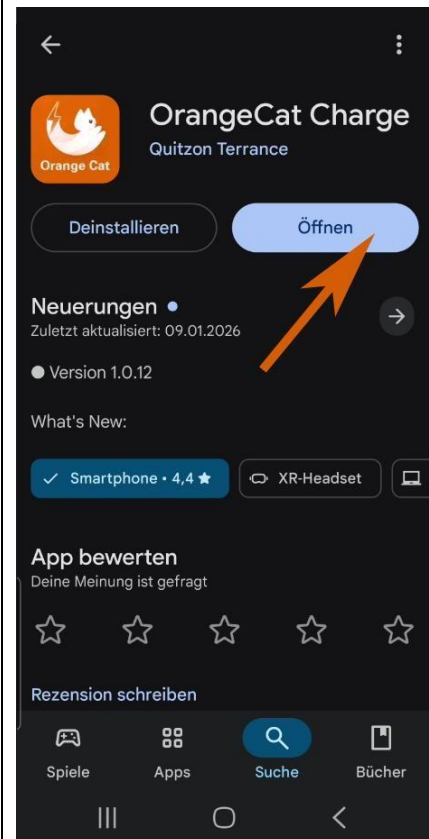 OrangeCat Charge
Quitzon Terrance
Orange Cat
Deinstallieren
Öffnen
Neuerungen
Zuletzt aktualisiert: 09.01.2026
Version 1.0.12
What's New:
Smartphone • 4,4 ★
XR-Headset
App bewerten
Deine Meinung ist gefragt
Rezension schreiben
Spiele
Apps
Suche
Bücher